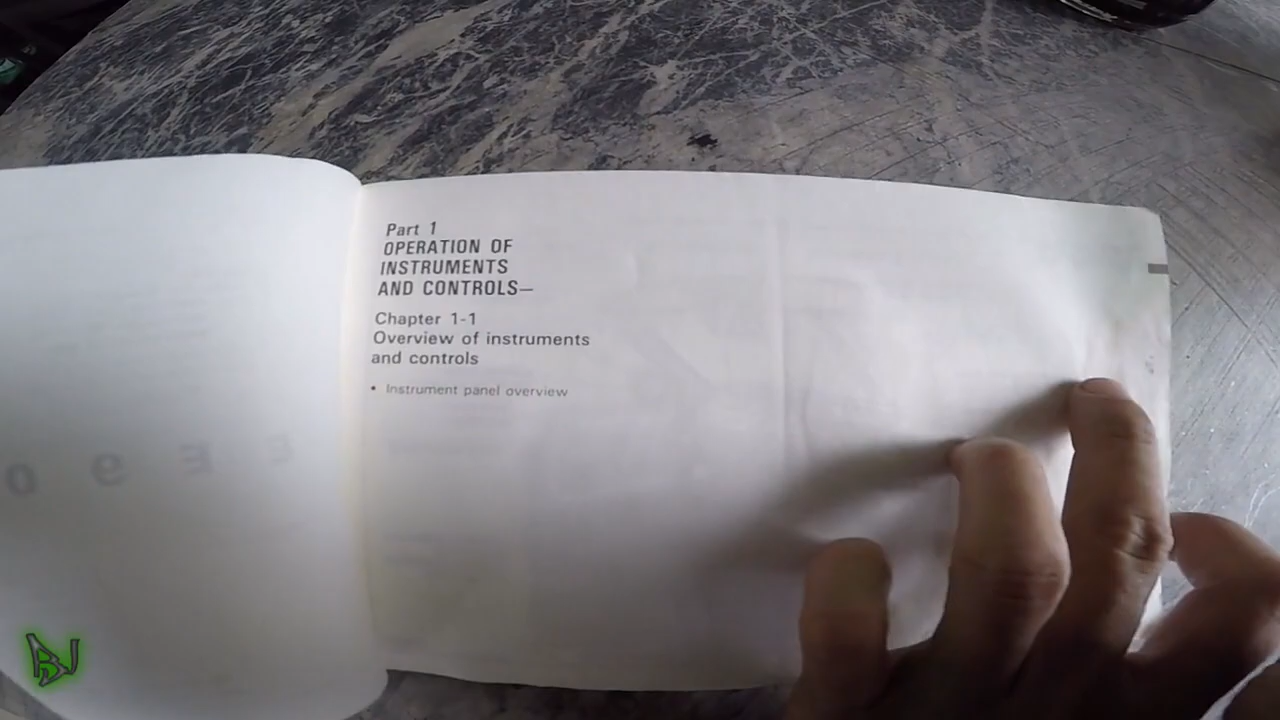 Part 1
OPERATION OF
INSTRUMENTS
AND CONTROLS—
Chapter 1-1
Overview of instruments
and controls
• Instrument panel overview